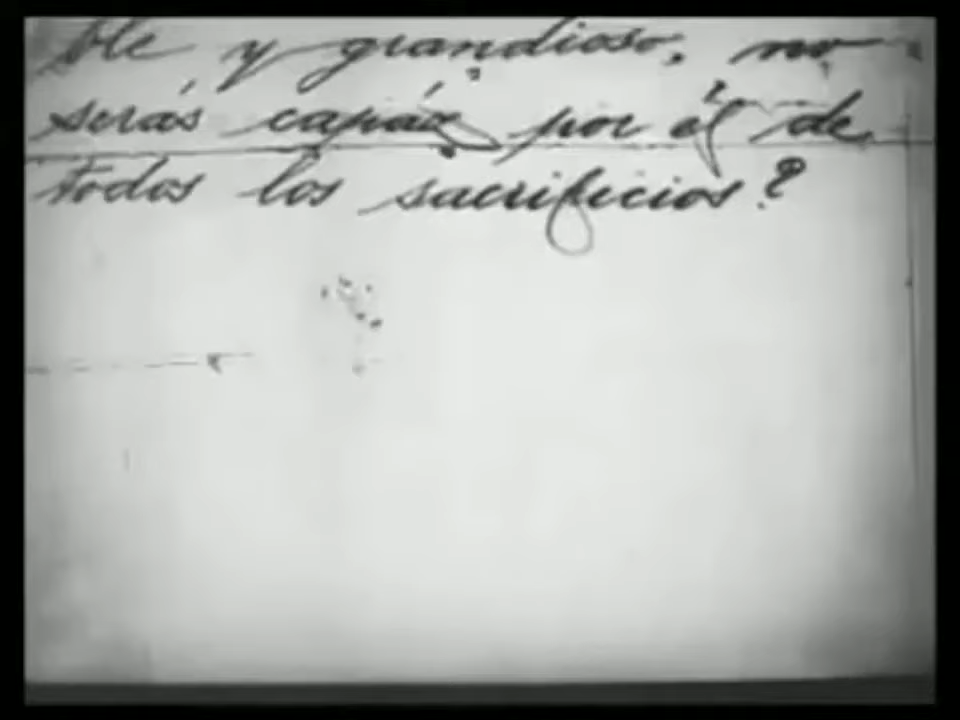 ble y grandioso, no
serás capáz por él de
todos los sacrificios?